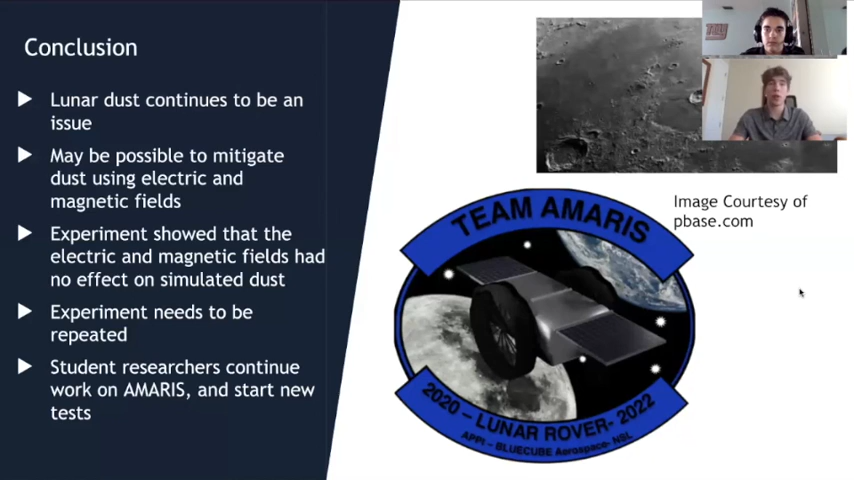 Conclusion
Lunar dust continues to be an
issue
May be possible to mitigate
dust using electric and
magnetic fields
Experiment showed that the
electric and magnetic fields had
no effect on simulated dust
Experiment needs to be
repeated
Student researchers continue
work on AMARIS, and start new
tests
Image Courtesy of
pbase.com
TEAM AMARIS
2020 – LUNAR ROVER- 2022
APPI – BLUECUBE Aerospace- NSL